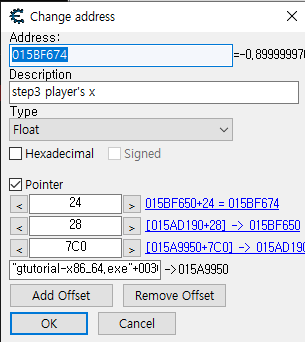 Change address
Address:
015BF674 =-0,899999970
Description
step3 player's x
Type
Float
Hexadecimal Signed
Pointer
< 24 > 015BF650+24 = 015BF674
< 28 > [015AD190+28] -> 015BF650
< 7C0 > [015A9950+7C0] -> 015AD190
"gtutorial-x86_64,exe"+003 ->015A9950
Add Offset Remove Offset
OK Cancel